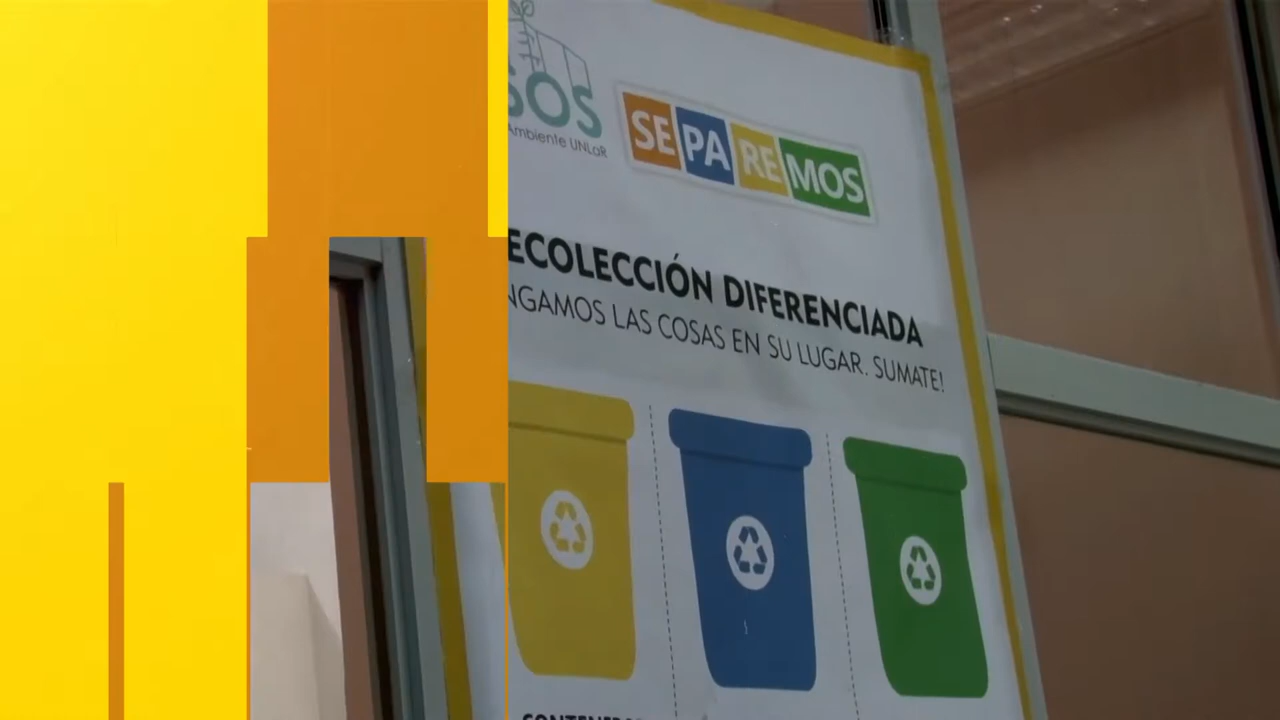 SOS
Ambiente UNLaR
SEPAREMOS
ECOLECCIÓN DIFERENCIADA
NGAMOS LAS COSAS EN SU LUGAR. SUMATE!